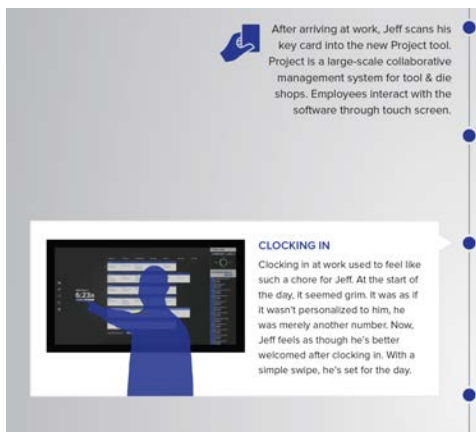 After arriving at work, Jeff scans his
key card into the new Project tool.
Project is a large-scale collaborative
management system for tool & die
shops. Employees interact with the
software through touch screen.
6:23
CLOCKING IN
Clocking in at work used to feel like
such a chore for Jeff. At the start of
the day, it seemed grim. It was as if
it wasn't personalized to him, he
was merely another number. Now,
Jeff feels as though he's better
welcomed after clocking in. With a
simple swipe, he's set for the day.